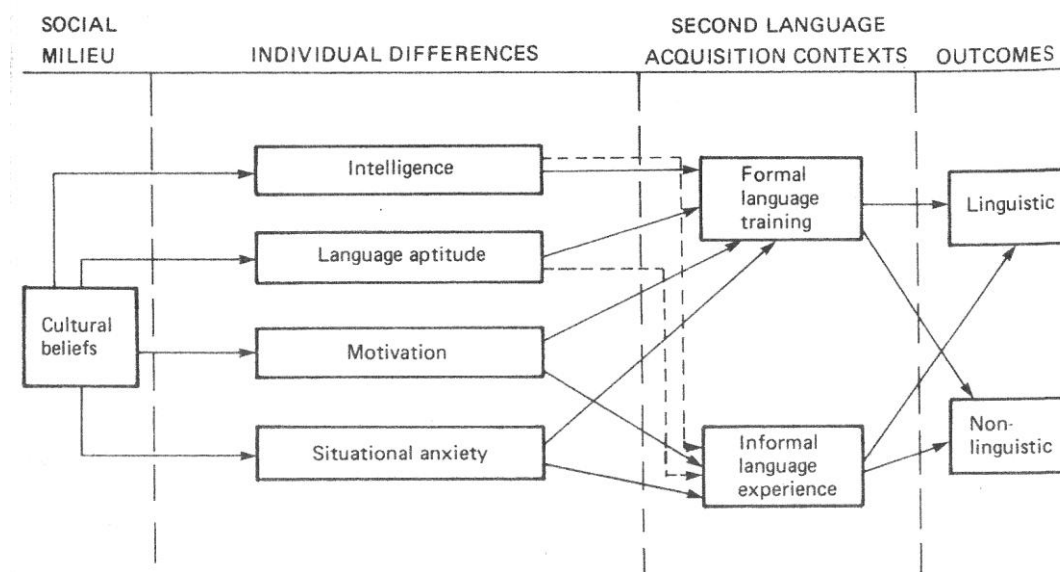 SOCIAL
MILIEU
INDIVIDUAL DIFFERENCES
SECOND LANGUAGE
ACQUISITION CONTEXTS
OUTCOMES
Intelligence
Language aptitude
Cultural
beliefs
Motivation
Situational anxiety
Formal
language
training
Informal
language
experience
Linguistic
Non-
linguistic